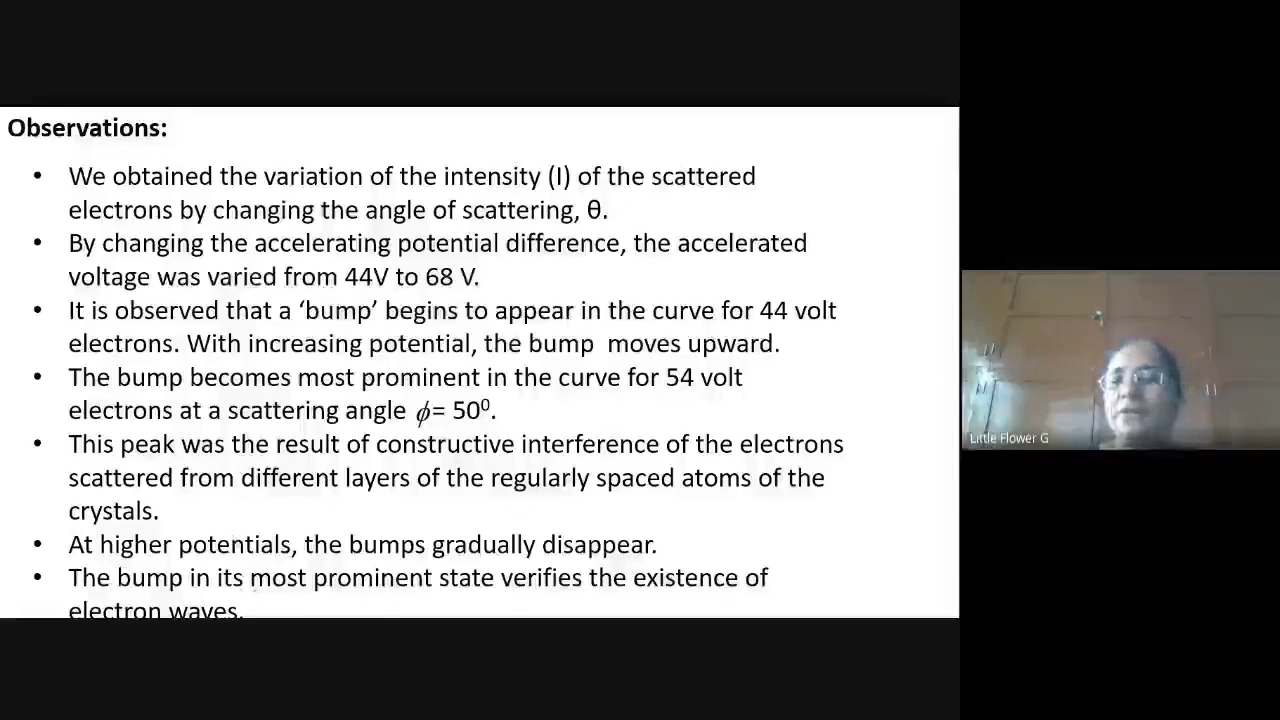 Observations:
• We obtained the variation of the intensity (I) of the scattered
electrons by changing the angle of scattering, θ.
• By changing the accelerating potential difference, the accelerated
voltage was varied from 44V to 68 V.
• It is observed that a ‘bump’ begins to appear in the curve for 44 volt
electrons. With increasing potential, the bump moves upward.
• The bump becomes most prominent in the curve for 54 volt
electrons at a scattering angle ϕ= 50⁰.
• This peak was the result of constructive interference of the electrons
scattered from different layers of the regularly spaced atoms of the
crystals.
• At higher potentials, the bumps gradually disappear.
• The bump in its most prominent state verifies the existence of
electron waves.
Little Flower G